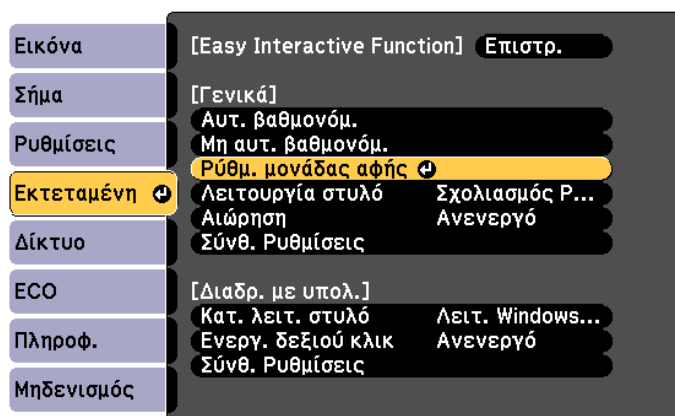 Εικόνα
Σήμα
Ρυθμίσεις
Εκτεταμένη
Δίκτυο
ECO
Πληροφ.
Μηδενισμός
[Easy Interactive Function] Επιστρ.
[Γενικά]
Αυτ. βαθμονόμ.
Μη αυτ. βαθμονόμ.
Ρύθμ. μονάδας αφής
Λειτουργία στυλό Σχολιασμός P...
Αιώρηση Ανενεργό
Σύνθ. Ρυθμίσεις
[Διαδρ. με υπολ.]
Κατ. λειτ. στυλό Λειτ. Windows...
Ενεργ. δεξιού κλικ Ανενεργό
Σύνθ. Ρυθμίσεις